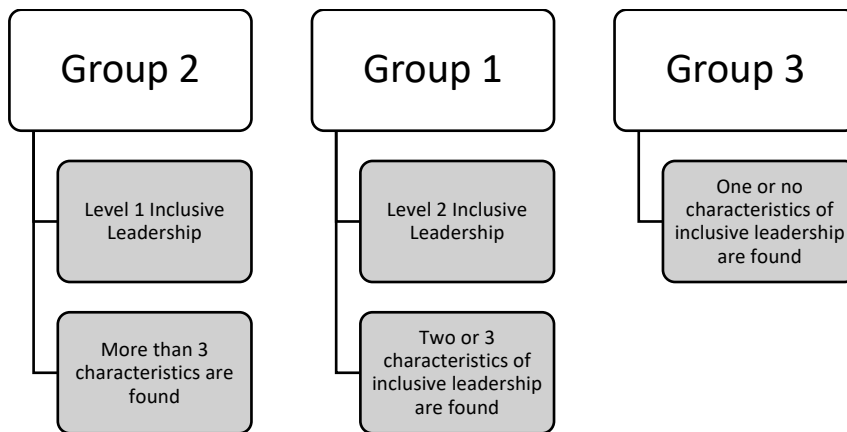 Group 2
Level 1 Inclusive
Leadership
More than 3
characteristics are
found
Group 1
Level 2 Inclusive
Leadership
Two or 3
characteristics of
inclusive leadership
are found
Group 3
One or no
characteristics of
inclusive leadership
are found